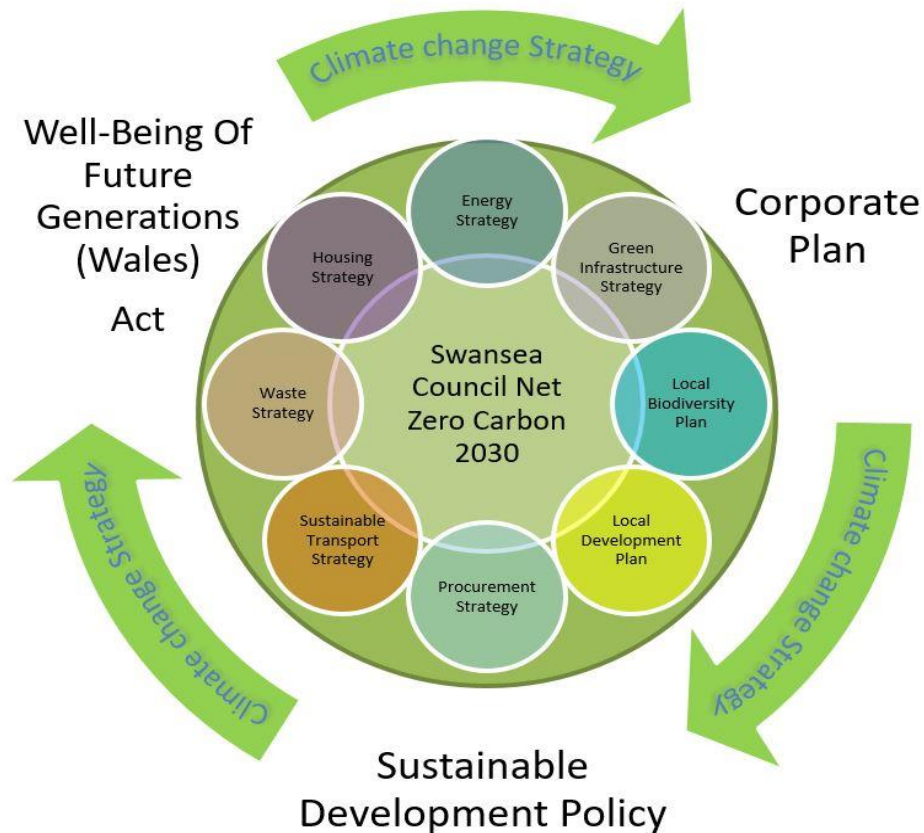 Climate change Strategy
Well-Being Of
Future
Generations
(Wales)
Act
Corporate
Plan
Energy
Strategy
Housing
Strategy
Green
Infrastructure
Strategy
Waste
Strategy
Swansea
Council Net
Zero Carbon
2030
Local
Biodiversity
Plan
Sustainable
Transport
Strategy
Local
Development
Plan
Procurement
Strategy
Climate change Strategy
Climate change Strategy
Sustainable
Development Policy